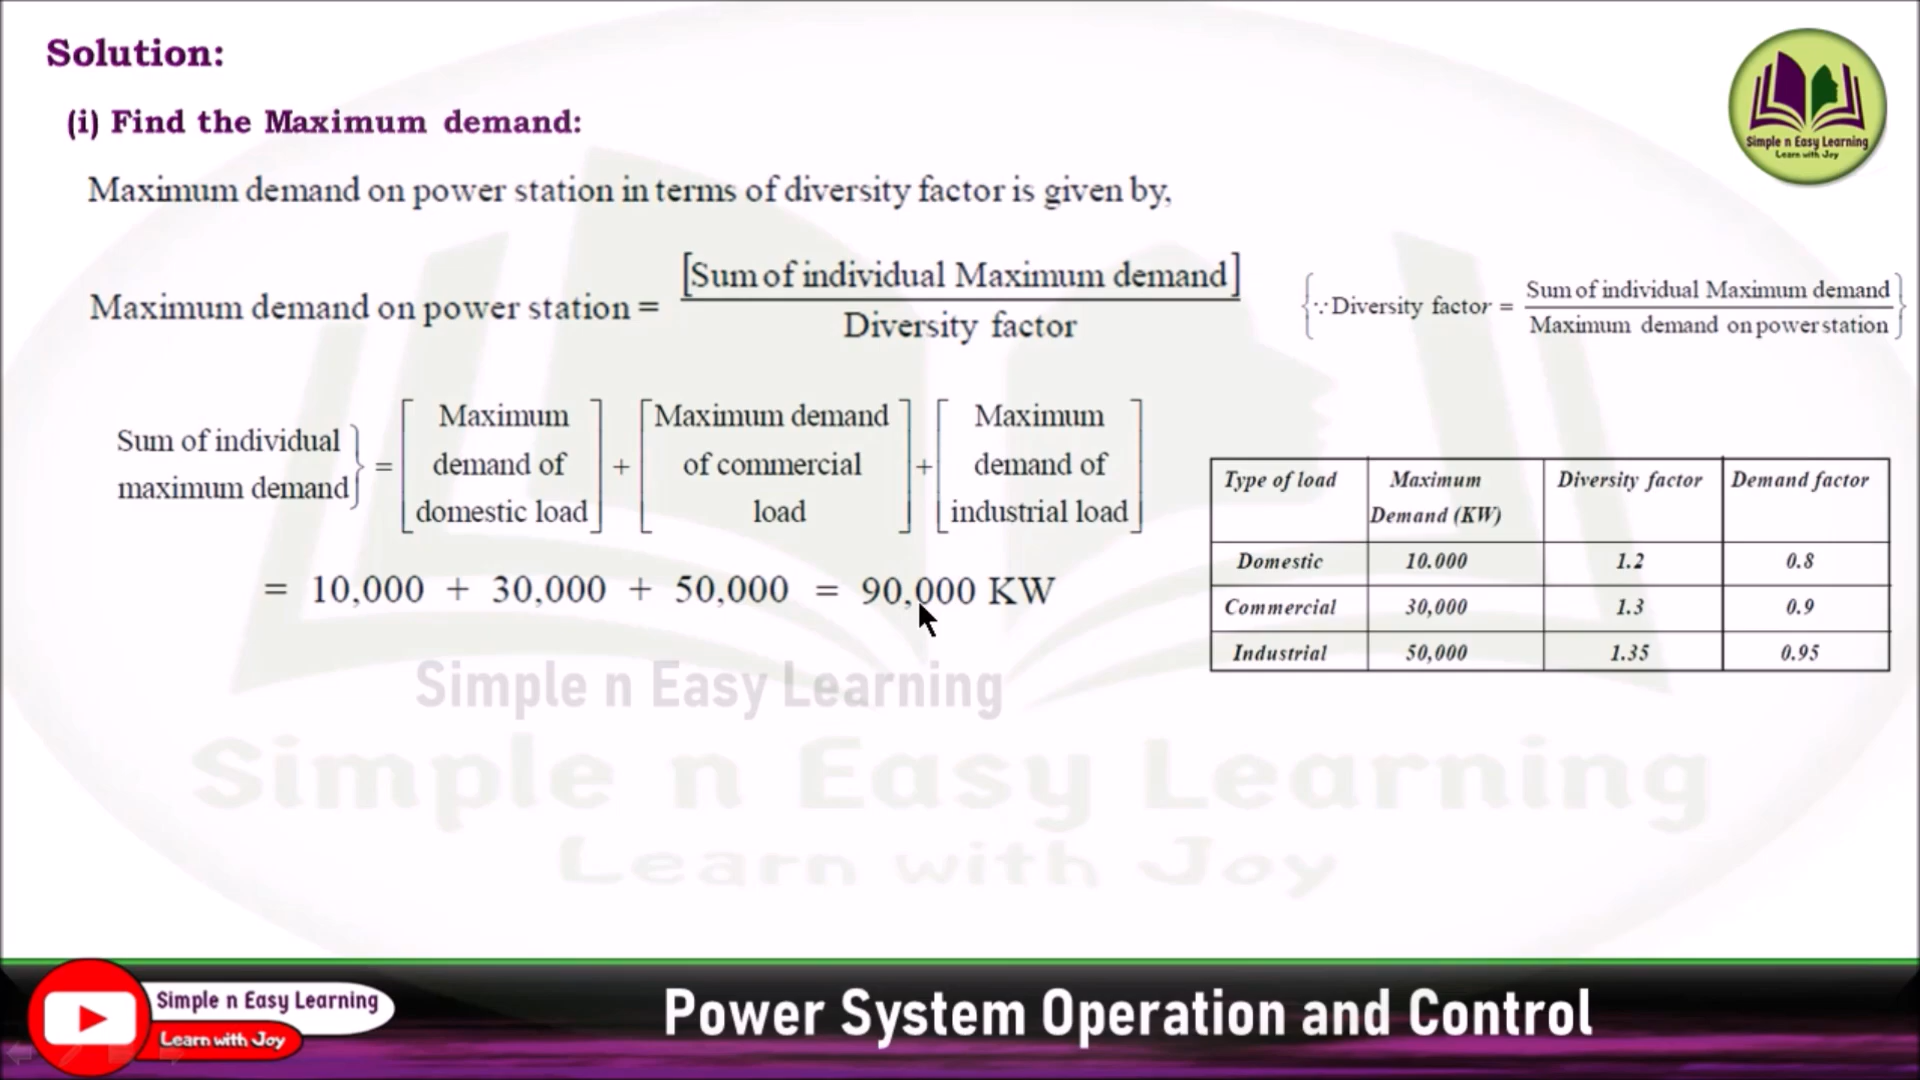 Solution:
(i) Find the Maximum demand:
Simple n Easy Learning
Learn with Joy
Maximum demand on power station in terms of diversity factor is given by,
Maximum demand on power station = [Sum of individual Maximum demand]
Diversity factor
{∵ Diversity factor = Sum of individual Maximum demand
Maximum demand on power station}
Sum of individual
maximum demand} = [Maximum demand of domestic load] + [Maximum demand of commercial load] + [Maximum demand of industrial load]
= 10,000 + 30,000 + 50,000 = 90,000 KW
Type of load Maximum Demand (KW) Diversity factor Demand factor
Domestic 10.000 1.2 0.8
Commercial 30,000 1.3 0.9
Industrial 50,000 1.35 0.95
Simple n Easy Learning
Simple n Easy Learning
Learn with Joy
Simple n Easy Learning
Learn with Joy
Power System Operation and Control